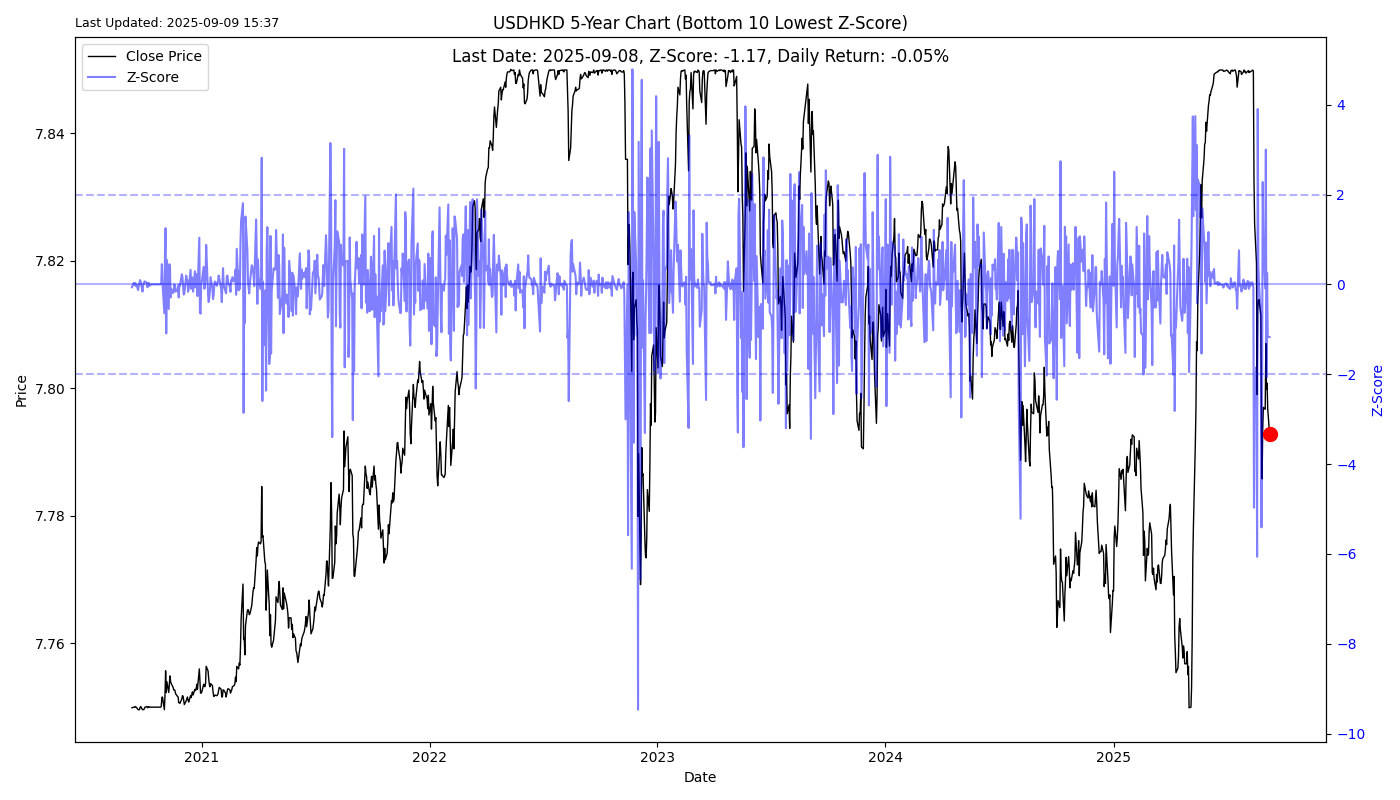 Last Updated: 2025-09-09 15:37
USDHKD 5-Year Chart (Bottom 10 Lowest Z-Score)
Last Date: 2025-09-08, Z-Score: -1.17, Daily Return: -0.05%
Close Price
Z-Score
7.84
7.82
7.80
7.78
7.76
Price
4
2
0
−2
−4
−6
−8
−10
Z-Score
2021
2022
2023
2024
2025
Date